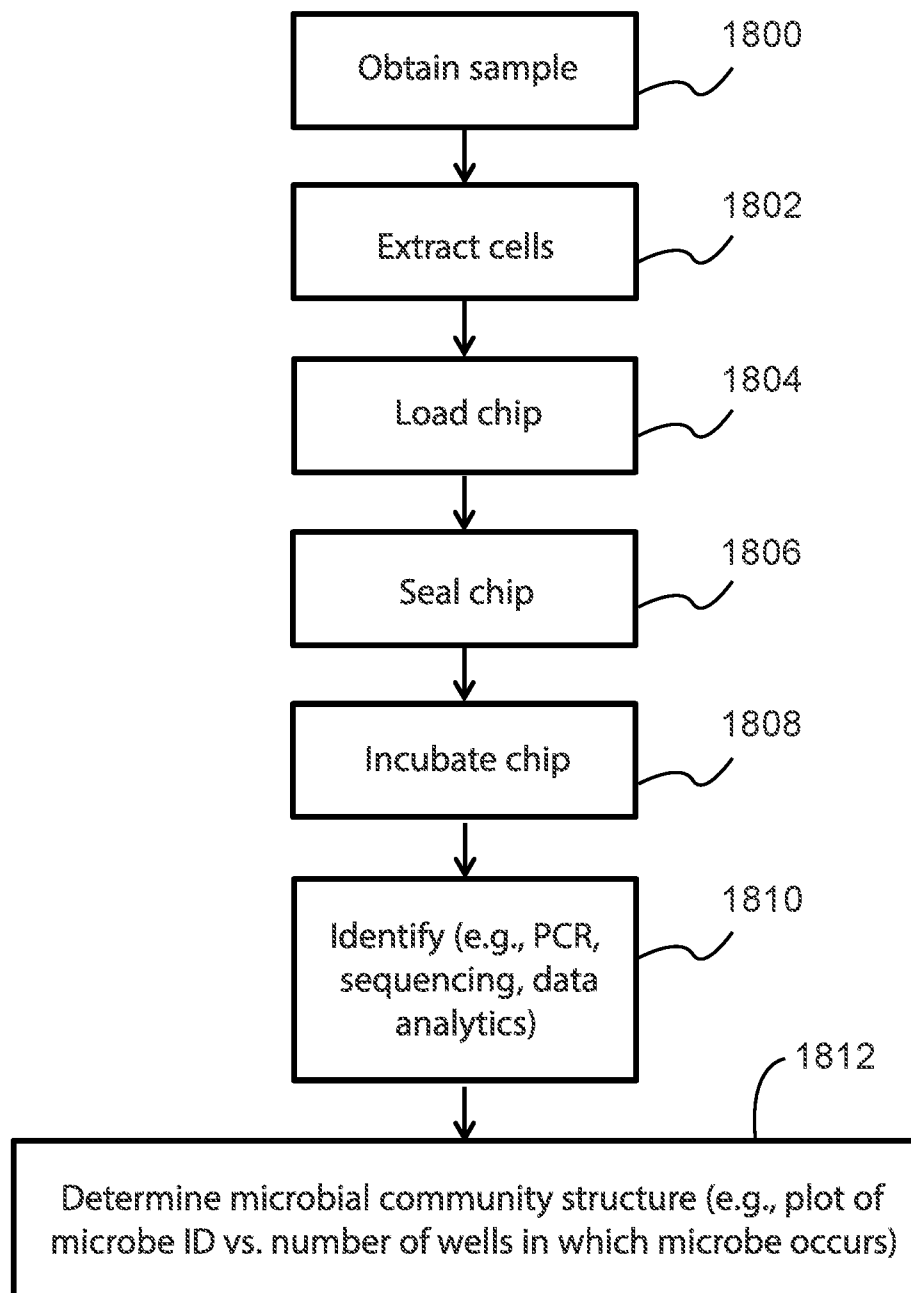 1800
Obtain sample
1802
Extract cells
1804
Load chip
1806
Seal chip
1808
Incubate chip
1810
Identify (e.g., PCR,
sequencing, data
analytics)
1812
Determine microbial community structure (e.g., plot of
microbe ID vs. number of wells in which microbe occurs)